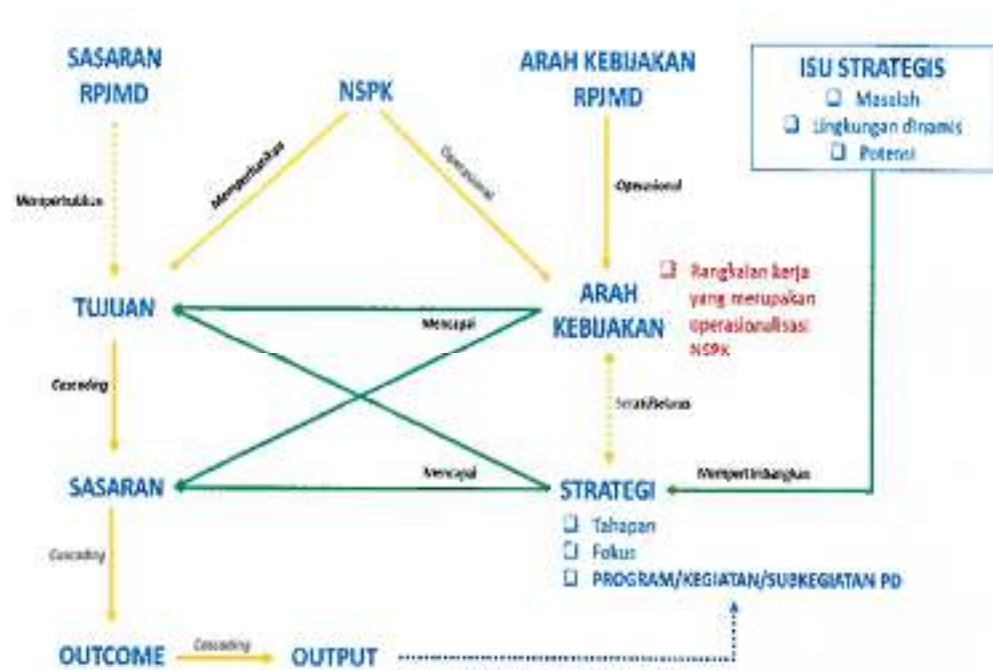 SASARAN
RPJMD
NSPK
ARAH KEBIJAKAN
RPJMD
ISU STRATEGIS
Masalah
Lingkungan dinamis
Potensi
Memperhatikan
Operasional
Operasional
TUJUAN
ARAH
KEBIJAKAN
Rangkaian kerja
yang merupakan
operasionalisasi
NSPK
Mencapai
Cascading
SASARAN
Mencapai
STRATEGI
Mempertimbangkan
Tahapan
Fokus
PROGRAM/KEGIATAN/SUBKEGIATAN PD
Cascading
OUTCOME
Cascading
OUTPUT